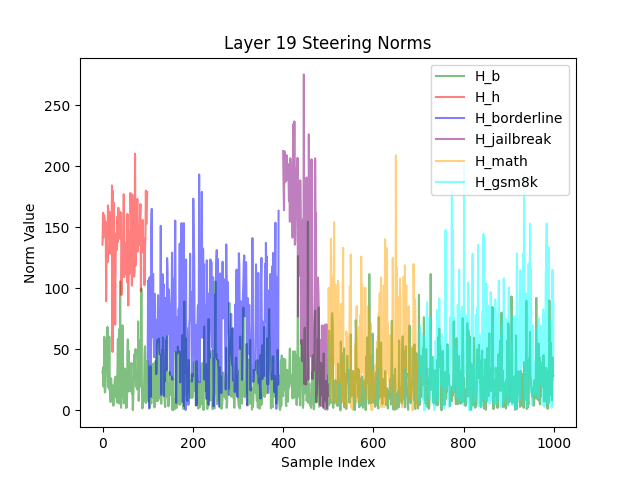 Layer 19 Steering Norms
H_b
H_h
H_borderline
H_jailbreak
H_math
H_gsm8k
Norm Value
250
200
150
100
50
0
0 200 400 600 800 1000
Sample Index